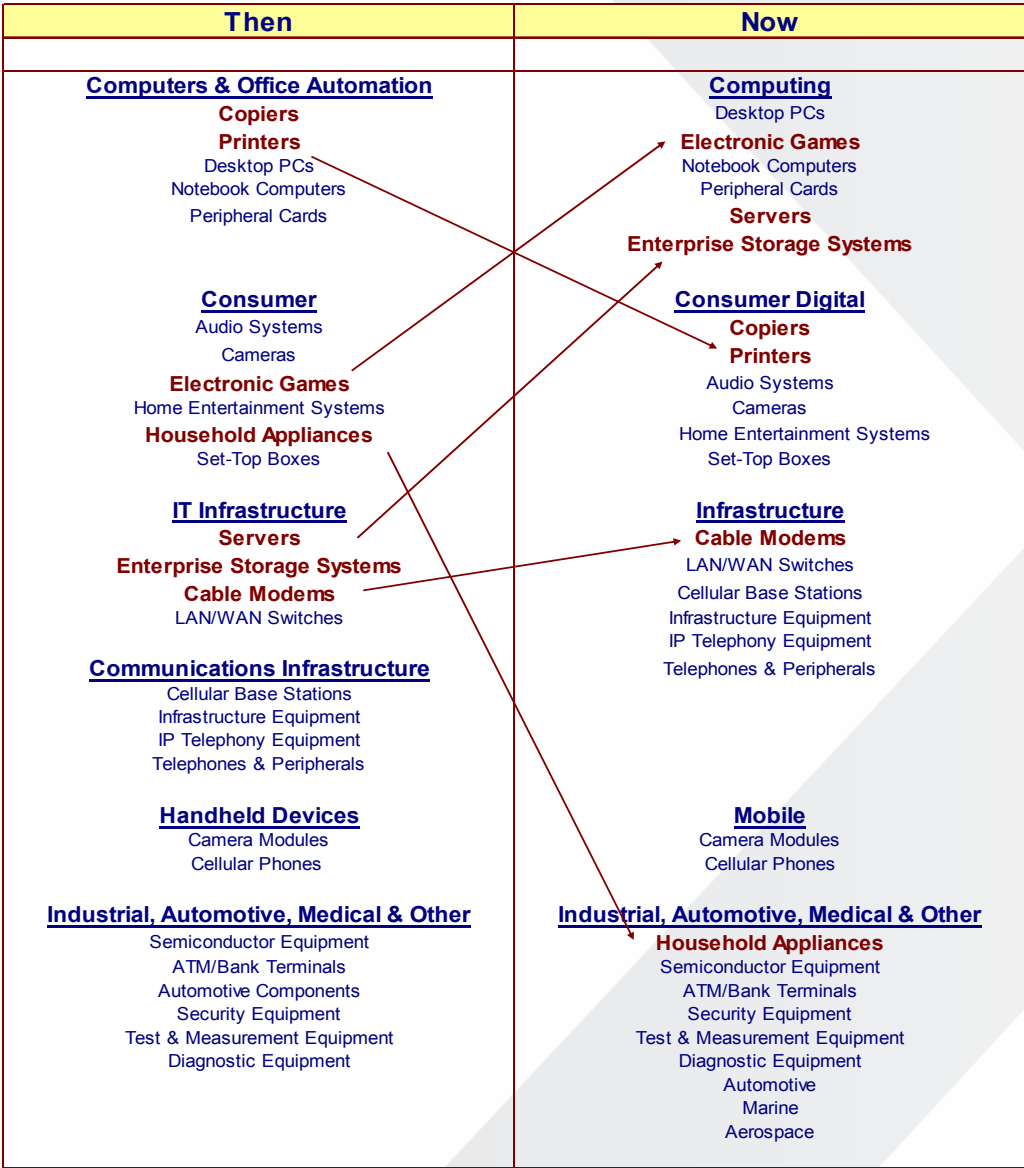 Then
Now
Computers & Office Automation
Copiers
Printers
Desktop PCs
Notebook Computers
Peripheral Cards
Consumer
Audio Systems
Cameras
Electronic Games
Home Entertainment Systems
Household Appliances
Set-Top Boxes
IT Infrastructure
Servers
Enterprise Storage Systems
Cable Modems
LAN/WAN Switches
Communications Infrastructure
Cellular Base Stations
Infrastructure Equipment
IP Telephony Equipment
Telephones & Peripherals
Handheld Devices
Camera Modules
Cellular Phones
Industrial, Automotive, Medical & Other
Semiconductor Equipment
ATM/Bank Terminals
Automotive Components
Security Equipment
Test & Measurement Equipment
Diagnostic Equipment
Computing
Desktop PCs
Electronic Games
Notebook Computers
Peripheral Cards
Servers
Enterprise Storage Systems
Consumer Digital
Copiers
Printers
Audio Systems
Cameras
Home Entertainment Systems
Set-Top Boxes
Infrastructure
Cable Modems
LAN/WAN Switches
Cellular Base Stations
Infrastructure Equipment
IP Telephony Equipment
Telephones & Peripherals
Mobile
Camera Modules
Cellular Phones
Industrial, Automotive, Medical & Other
Household Appliances
Semiconductor Equipment
ATM/Bank Terminals
Security Equipment
Test & Measurement Equipment
Diagnostic Equipment
Automotive
Marine
Aerospace